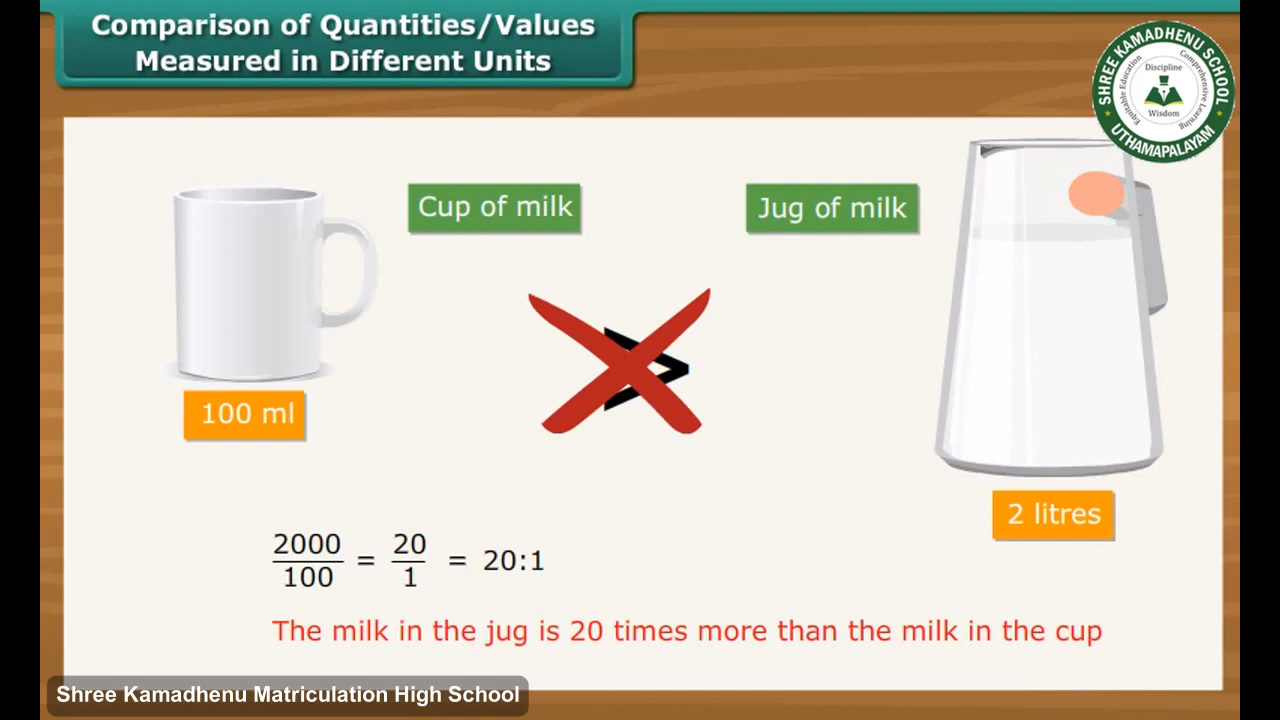 Comparison of Quantities/Values
Measured in Different Units
SHREE KAMADHENU SCHOOL
Equitable Education
Discipline
Comprehensive Learning
Wisdom
UTHAMAPALAYAM
Cup of milk
Jug of milk
>
100 ml
2 litres
2000/100 = 20/1 = 20:1
The milk in the jug is 20 times more than the milk in the cup
Shree Kamadhenu Matriculation High School